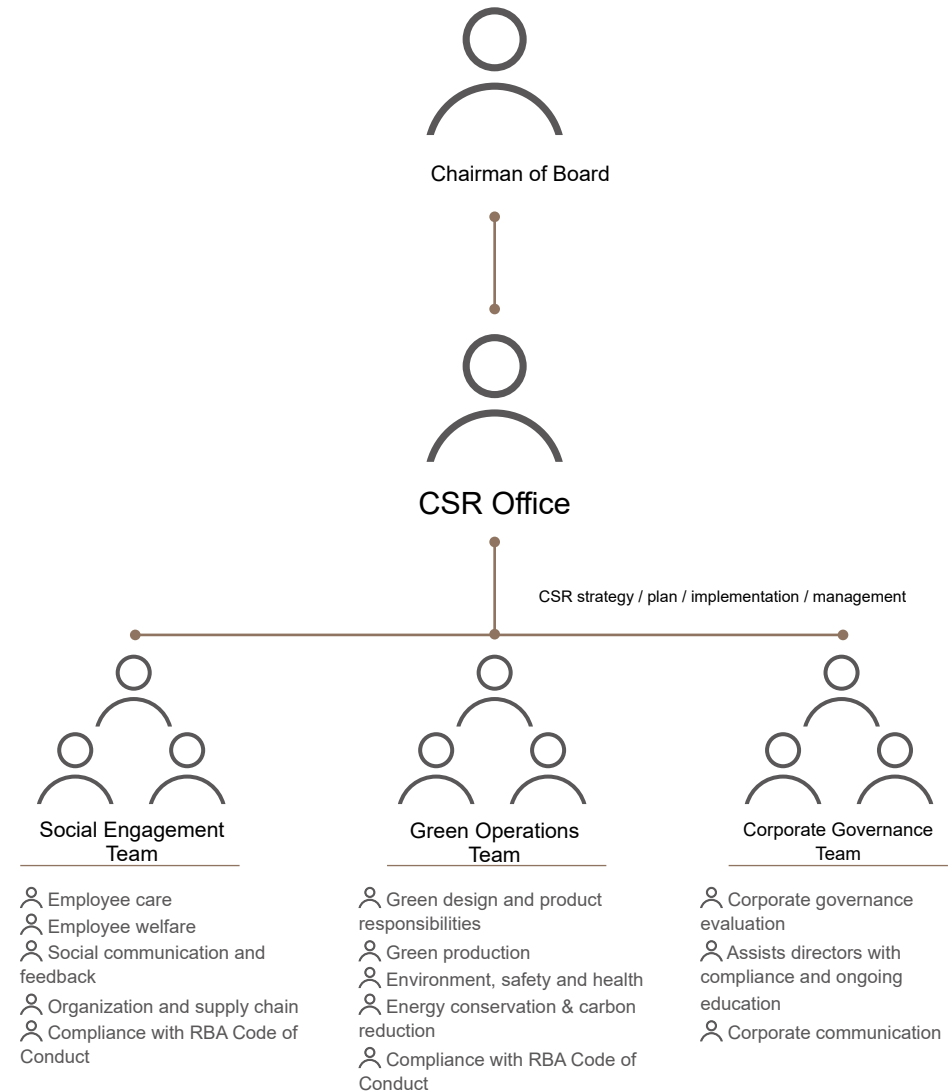 Chairman of Board
CSR Office
CSR strategy / plan / implementation / management
Social Engagement
Team
Employee care
Employee welfare
Social communication and
feedback
Organization and supply chain
Compliance with RBA Code of
Conduct
Green Operations
Team
Green design and product
responsibilities
Green production
Environment, safety and health
Energy conservation & carbon
reduction
Compliance with RBA Code of
Conduct
Corporate Governance
Team
Corporate governance
evaluation
Assists directors with
compliance and ongoing
education
Corporate communication